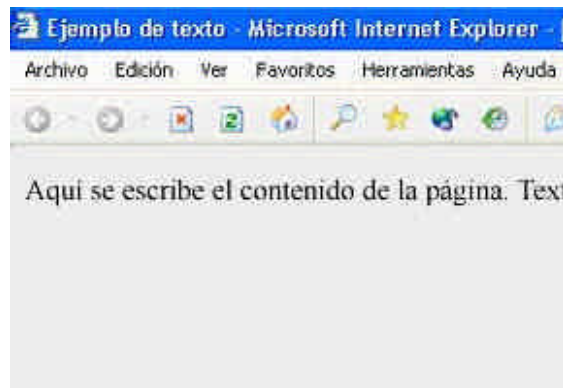 Ejemplo de texto - Microsoft Internet Explorer -
Archivo Edición Ver Favoritos Herramientas Ayuda
Aquí se escribe el contenido de la página. Text